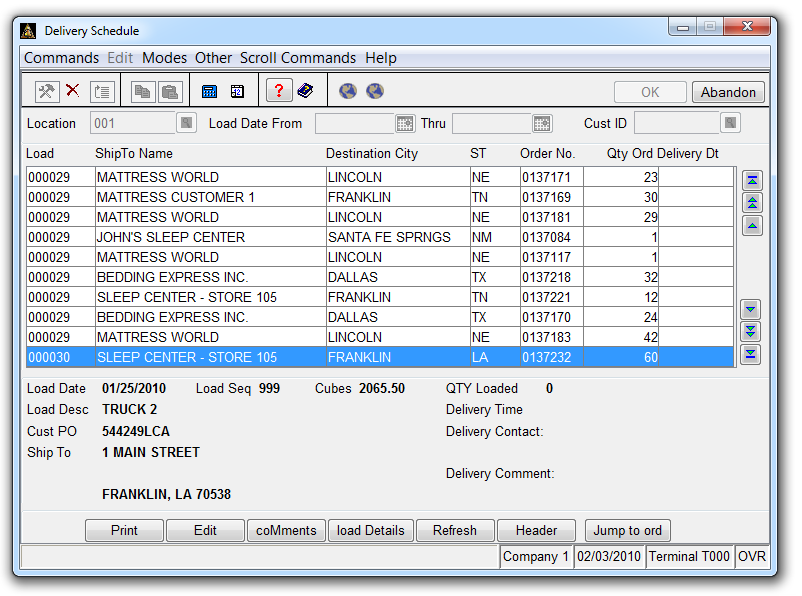 Delivery Schedule
Commands Edit Modes Other Scroll Commands Help
? OK Abandon
Location 001 Load Date From Thru Cust ID
Load ShipTo Name Destination City ST Order No. Qty Ord Delivery Dt
000029 MATTRESS WORLD LINCOLN NE 0137171 23
000029 MATTRESS CUSTOMER 1 FRANKLIN TN 0137169 30
000029 MATTRESS WORLD LINCOLN NE 0137181 29
000029 JOHN'S SLEEP CENTER SANTA FE SPRNGS NM 0137084 1
000029 MATTRESS WORLD LINCOLN NE 0137117 1
000029 BEDDING EXPRESS INC. DALLAS TX 0137218 32
000029 SLEEP CENTER - STORE 105 FRANKLIN TN 0137221 12
000029 BEDDING EXPRESS INC. DALLAS TX 0137170 24
000029 MATTRESS WORLD LINCOLN NE 0137183 42
000030 SLEEP CENTER - STORE 105 FRANKLIN LA 0137232 60
Load Date 01/25/2010 Load Seq 999 Cubes 2065.50 QTY Loaded 0
Load Desc TRUCK 2 Delivery Time
Cust PO 544249LCA Delivery Contact:
Ship To 1 MAIN STREET
Delivery Comment:
FRANKLIN, LA 70538
Print Edit coMments load Details Refresh Header Jump to ord
Company 1 02/03/2010 Terminal T000 OVR